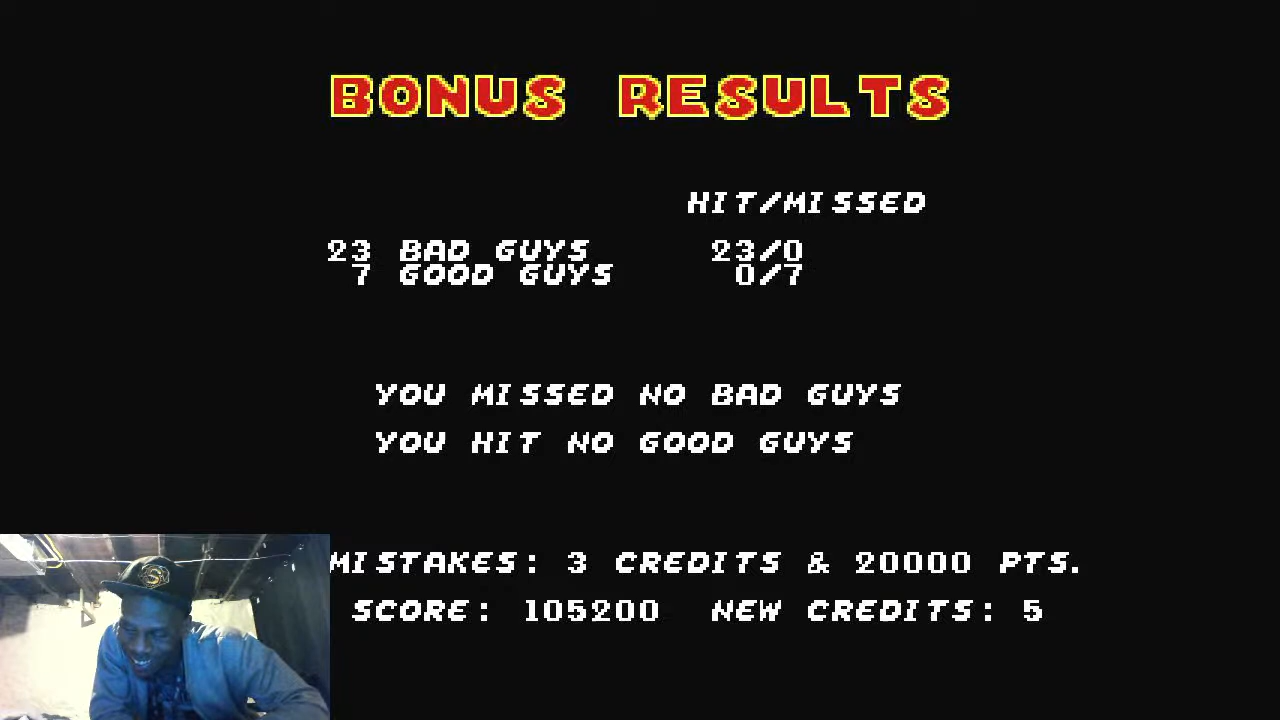 BONUS RESULTS
HIT/MISSED
23 BAD GUYS 23/0
7 GOOD GUYS 0/7
YOU MISSED NO BAD GUYS
YOU HIT NO GOOD GUYS
MISTAKES: 3 CREDITS & 20000 PTS.
SCORE: 105200 NEW CREDITS: 5